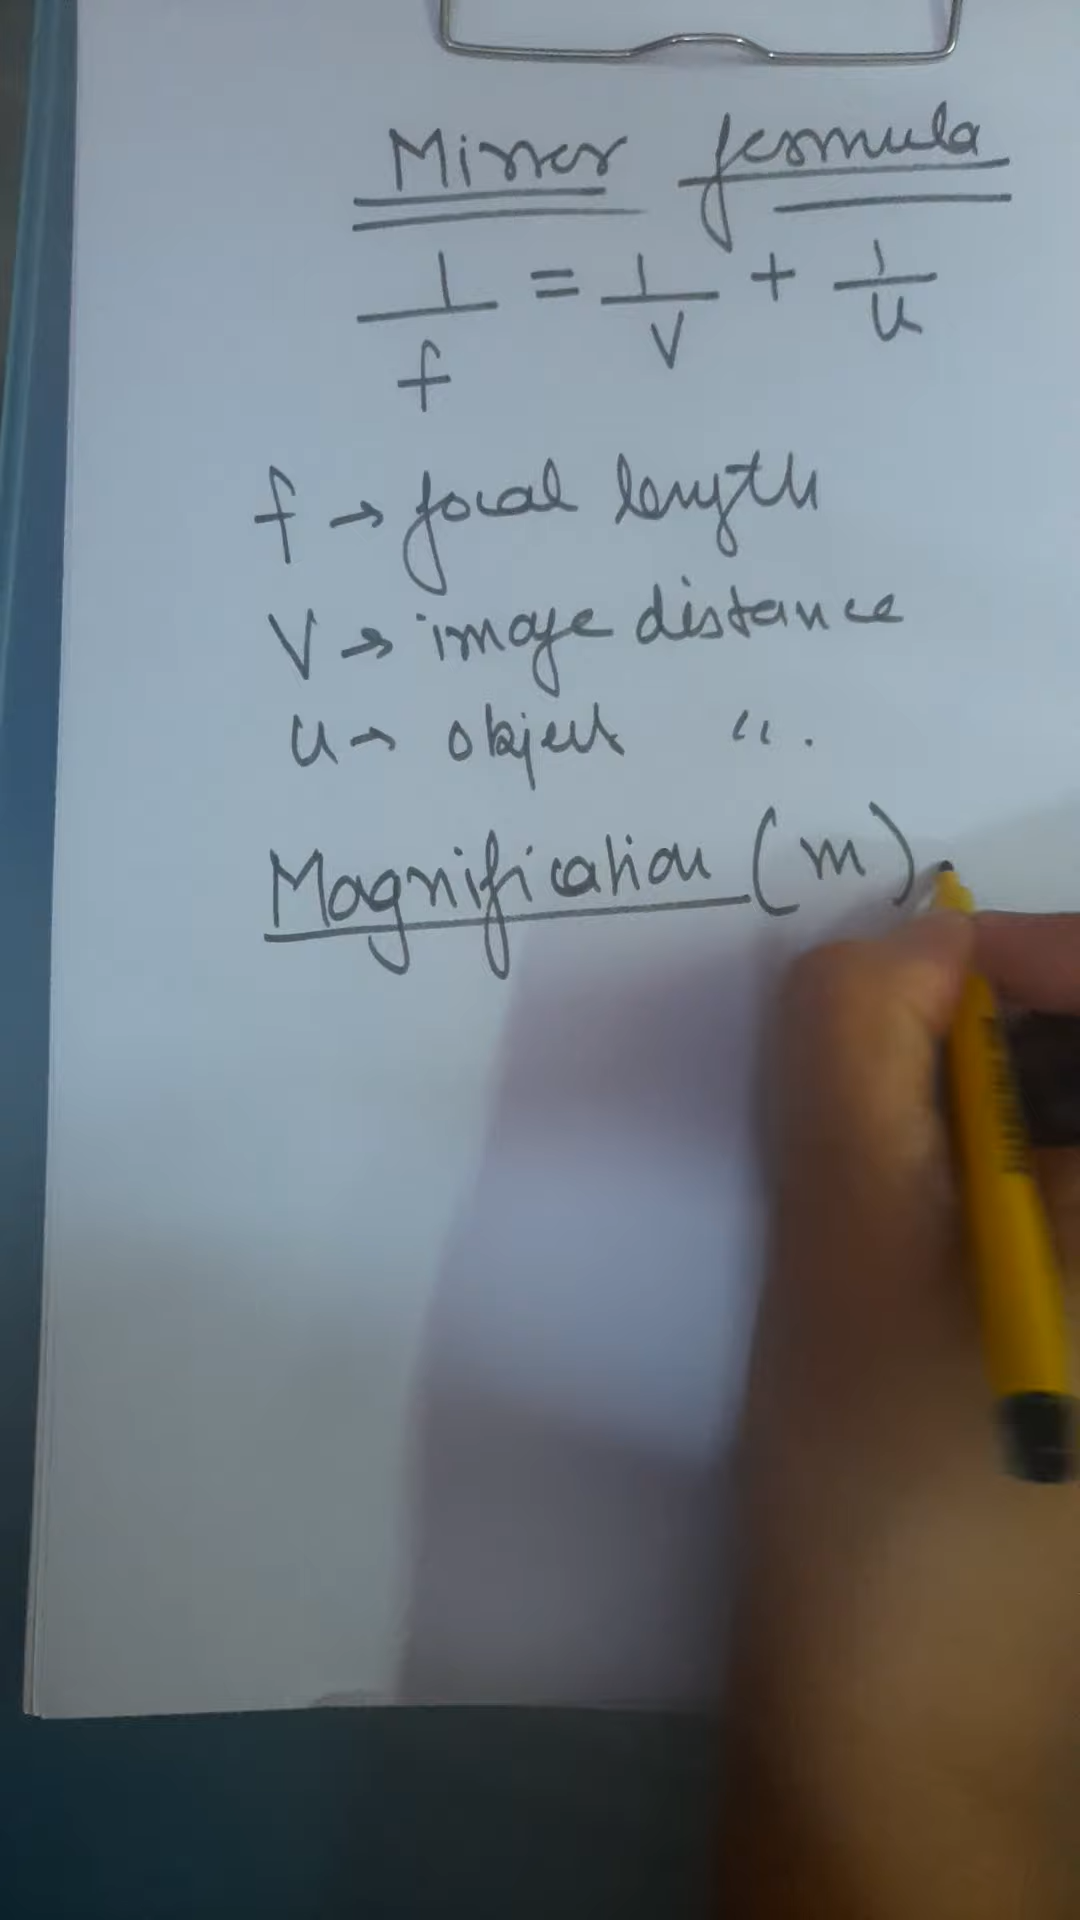 Mirror formula
1/f = 1/v + 1/u
f → focal length
V → image distance
u → object ".
Magnification (m)